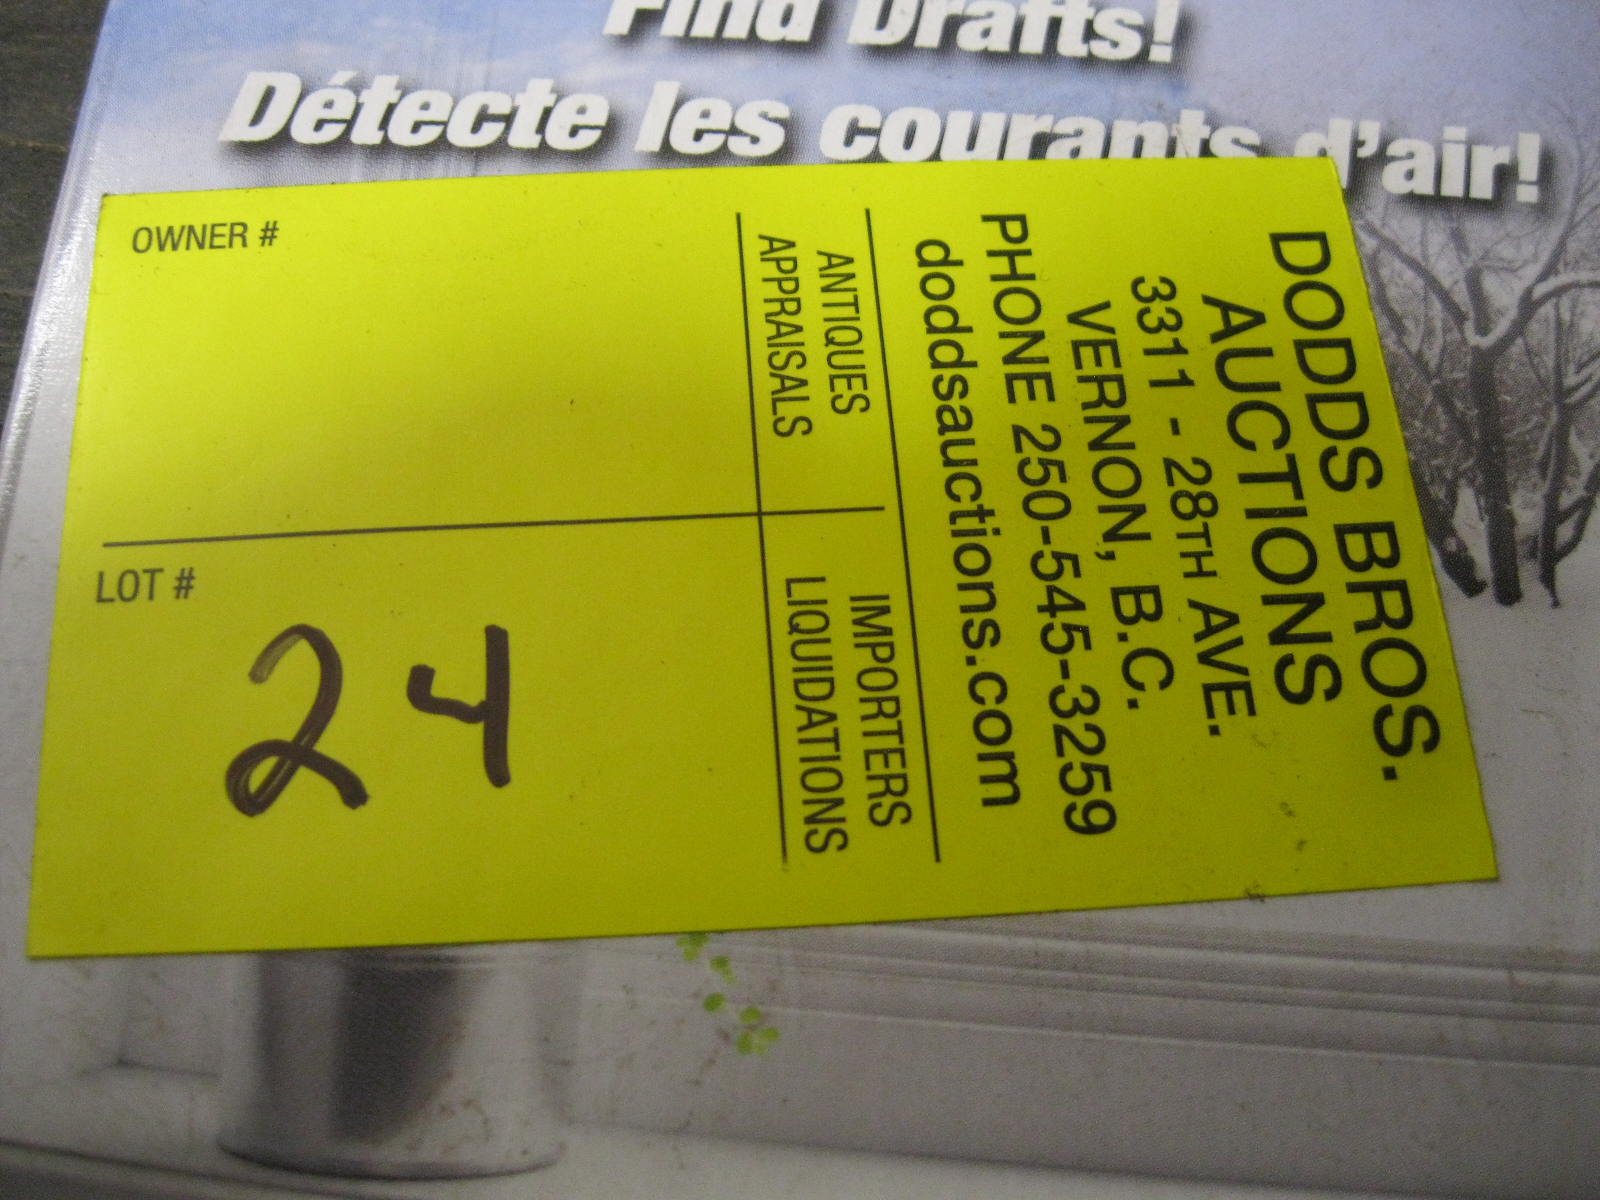 Find Drafts!
Détecte les courants d'air!
OWNER #
LOT #
24
DODDS BROS.
AUCTIONS
3311 - 28TH AVE.
VERNON, B.C.
PHONE 250-545-3259
doddsauctions.com
ANTIQUES
APPRAISALS
IMPORTERS
LIQUIDATIONS